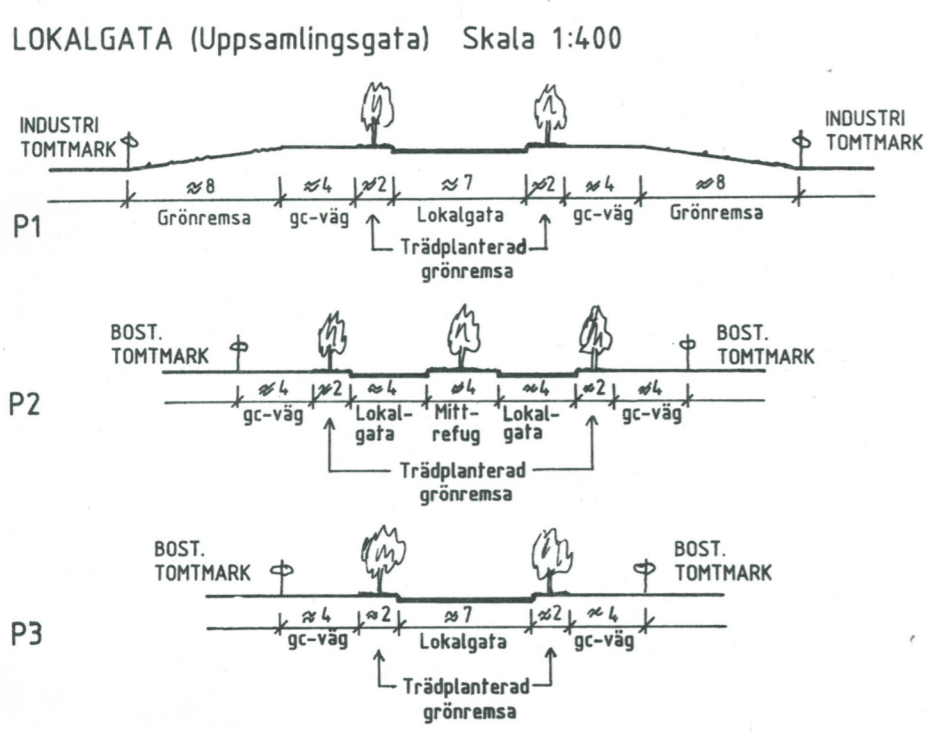 LOKALGATA (Uppsamlingsgata) Skala 1:400
INDUSTRI
TOMTMARK
INDUSTRI
TOMTMARK
≈8 ≈4 ≈2 ≈7 ≈2 ≈4 ≈8
Grönremsa gc-väg Lokalgata gc-väg Grönremsa
P1
Trädplanterad
grönremsa
BOST.
TOMTMARK
BOST.
TOMTMARK
≈4 ≈2 ≈4 ≈4 ≈4 ≈2 ≈4
P2
gc-väg Lokal- Mitt- Lokal- gc-väg
gata refug gata
Trädplanterad
grönremsa
BOST.
TOMTMARK
BOST.
TOMTMARK
≈4 ≈2 ≈7 ≈2 ≈4
P3
gc-väg Lokalgata gc-väg
Trädplanterad
grönremsa